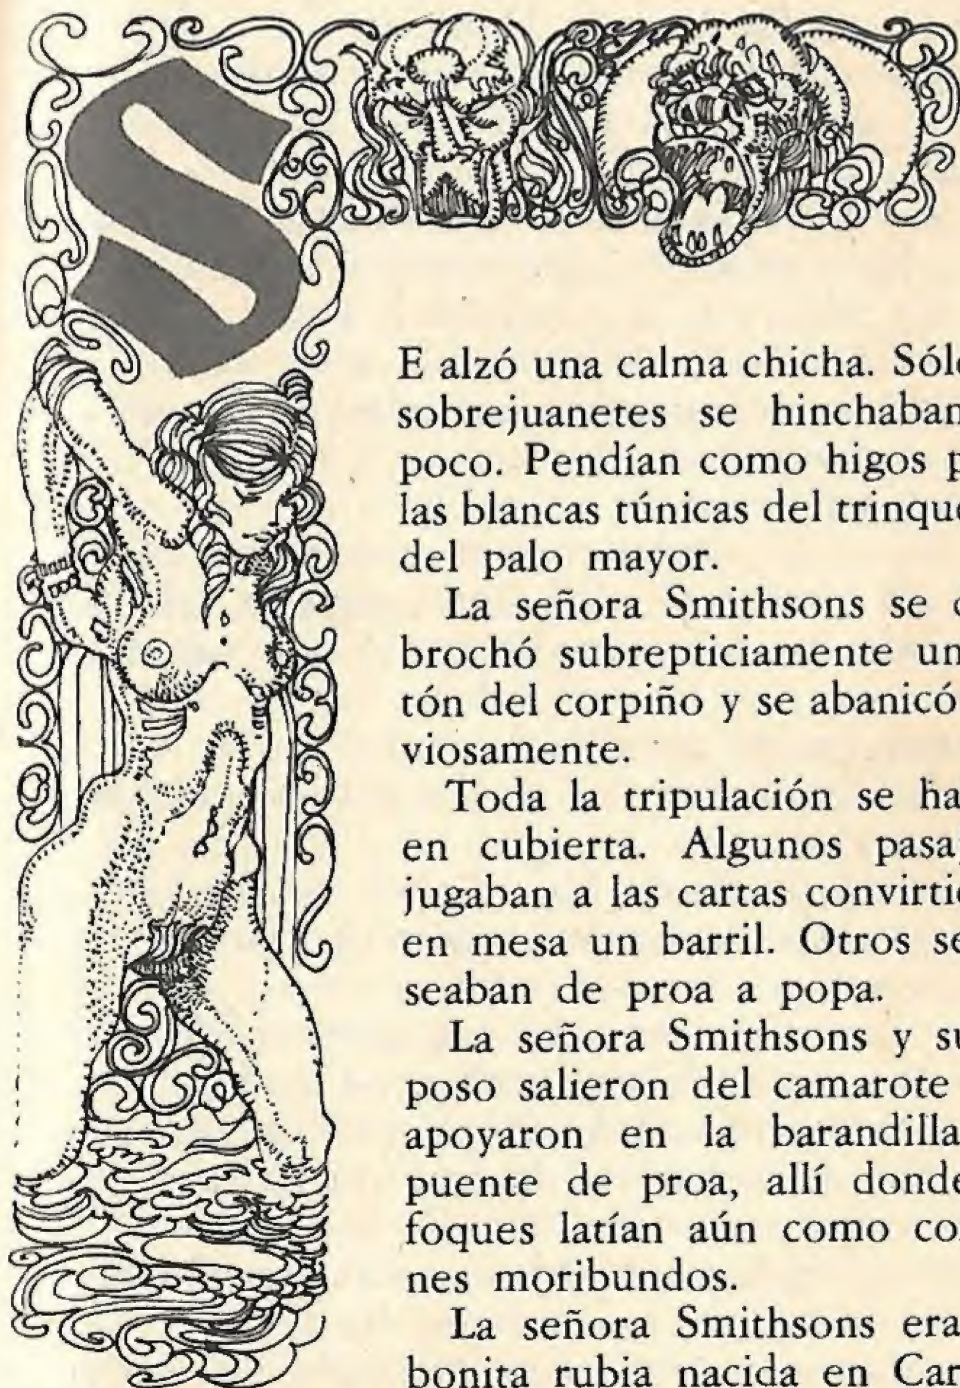 S
E alzó una calma chicha. Sólo
sobrejuanetes se hinchaban
poco. Pendían como higos p
las blancas túnicas del trinque
del palo mayor.
La señora Smithsons se d
brochó subrepticiamente un
tón del corpiño y se abanicó
viosamente.
Toda la tripulación se ha
en cubierta. Algunos pasaj
jugaban a las cartas convirtie
en mesa un barril. Otros se
seaban de proa a popa.
La señora Smithsons y su
poso salieron del camarote
apoyaron en la barandilla
puente de proa, allí donde
foques latían aún como co
nes moribundos.
La señora Smithsons era
bonita rubia nacida en Car